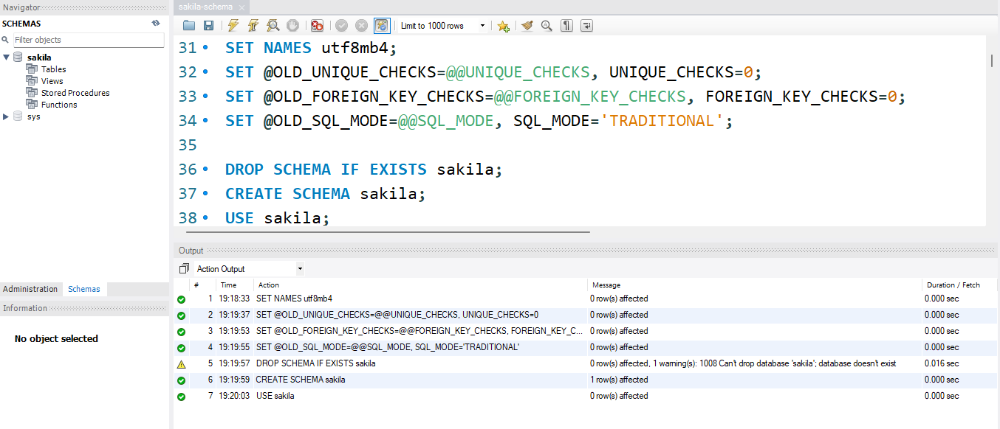 Navigator
SCHEMAS
Filter objects
sakila
Tables
Views
Stored Procedures
Functions
sys
Administration Schemas
Information
No object selected
sakila-schema
Limit to 1000 rows
31 SET NAMES utf8mb4;
32 SET @OLD_UNIQUE_CHECKS=@@UNIQUE_CHECKS, UNIQUE_CHECKS=0;
33 SET @OLD_FOREIGN_KEY_CHECKS=@@FOREIGN_KEY_CHECKS, FOREIGN_KEY_CHECKS=0;
34 SET @OLD_SQL_MODE=@@SQL_MODE, SQL_MODE='TRADITIONAL';
35
36 DROP SCHEMA IF EXISTS sakila;
37 CREATE SCHEMA sakila;
38 USE sakila;
Output
Action Output
# Time Action Message Duration / Fetch
1 19:18:33 SET NAMES utf8mb4 0 row(s) affected 0.000 sec
2 19:19:37 SET @OLD_UNIQUE_CHECKS=@@UNIQUE_CHECKS, UNIQUE_CHECKS=0 0 row(s) affected 0.000 sec
3 19:19:53 SET @OLD_FOREIGN_KEY_CHECKS=@@FOREIGN_KEY_CHECKS, FOREIGN_KEY_C... 0 row(s) affected 0.000 sec
4 19:19:55 SET @OLD_SQL_MODE=@@SQL_MODE, SQL_MODE='TRADITIONAL' 0 row(s) affected 0.000 sec
5 19:19:57 DROP SCHEMA IF EXISTS sakila 0 row(s) affected, 1 warning(s): 1008 Can't drop database 'sakila'; database doesn't exist 0.016 sec
6 19:19:59 CREATE SCHEMA sakila 1 row(s) affected 0.000 sec
7 19:20:03 USE sakila 0 row(s) affected 0.000 sec